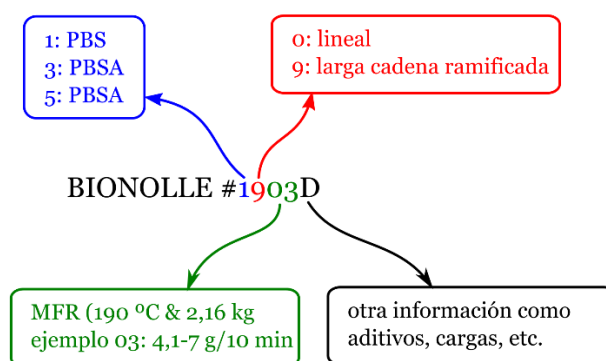 1: PBS
3: PBSA
5: PBSA
0: lineal
9: larga cadena ramificada
BIONOLLE #1903D
MFR (190 ºC & 2,16 kg
ejemplo 03: 4,1-7 g/10 min
otra información como
aditivos, cargas, etc.